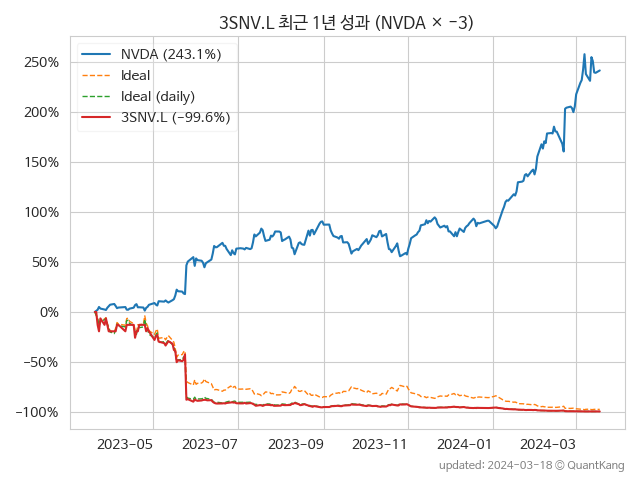 3SNV.L 최근 1년 성과 (NVDA × −3)
NVDA (243.1%)
Ideal
Ideal (daily)
3SNV.L (−99.6%)
250%
200%
150%
100%
50%
0%
−50%
−100%
2023−05 2023−07 2023−09 2023−11 2024−01 2024−03
updated: 2024−03−18 © QuantKang